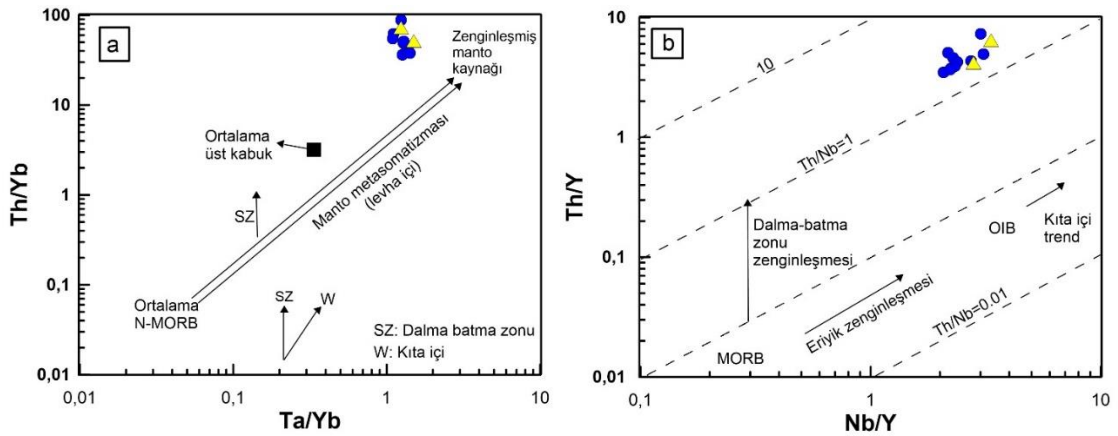 a
100
10
1
0,1
0,01
Th/Yb
0,01
0,1
1
10
Ta/Yb
Zenginleşmiş
manto
kaynağı
Ortalama
üst kabuk
Manto metasomatizması
(levha içi)
SZ
Ortalama
N-MORB
SZ
W
SZ: Dalma batma zonu
W: Kıta içi
b
10
1
0,1
0,01
Th/Y
0,1
1
10
Nb/Y
10
Th/Nb=1
Dalma-batma
zonu
zenginleşmesi
OIB
Kıta içi
trend
MORB
Eriyik zenginleşmesi
Th/Nb=0.01